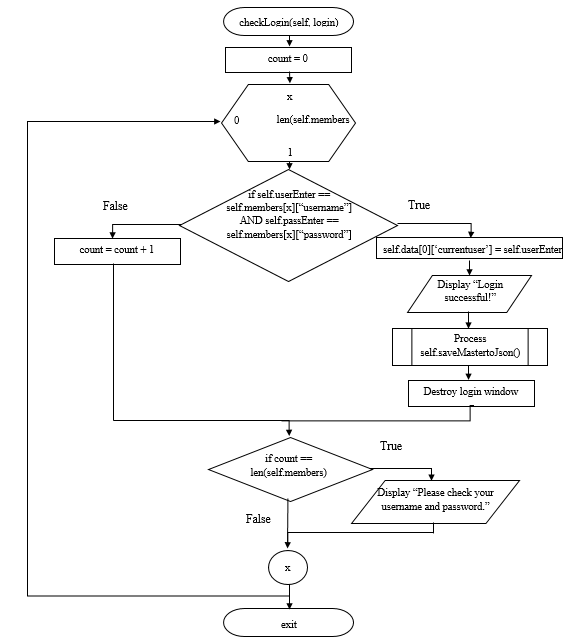 checkLogin(self, login)
count = 0
x
0 len(self.members
1
if self.userEnter ==
self.members[x][“username”]
AND self.passEnter ==
self.members[x][“password”]
False
True
count = count + 1
self.data[0][‘currentuser’] = self.userEnter
Display “Login
successful!”
Process
self.saveMastertoJson()
Destroy login window
if count ==
len(self.members)
True
Display “Please check your
username and password.”
False
x
exit